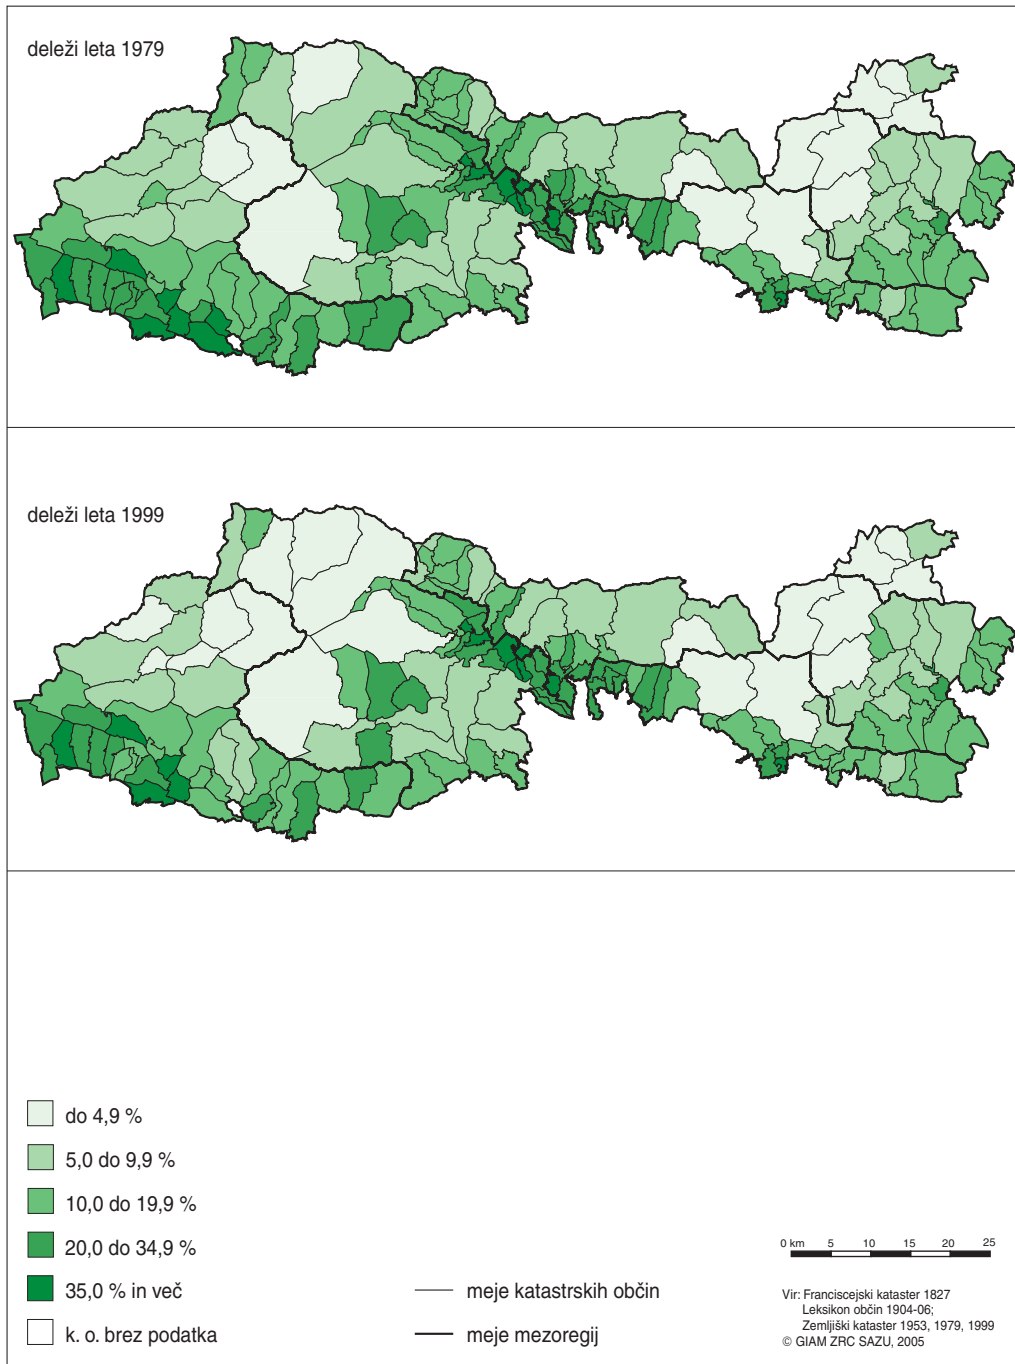 deleži leta 1979
deleži leta 1999
do 4,9 %
5,0 do 9,9 %
10,0 do 19,9 %
20,0 do 34,9 %
35,0 % in več
k. o. brez podatka
meje katastrskih občin
meje mezoregij
0 km 5 10 15 20 25
Vir: Franciscejski kataster 1827
Leksikon občin 1904-06;
Zemljiški kataster 1953, 1979, 1999
© GIAM ZRC SAZU, 2005